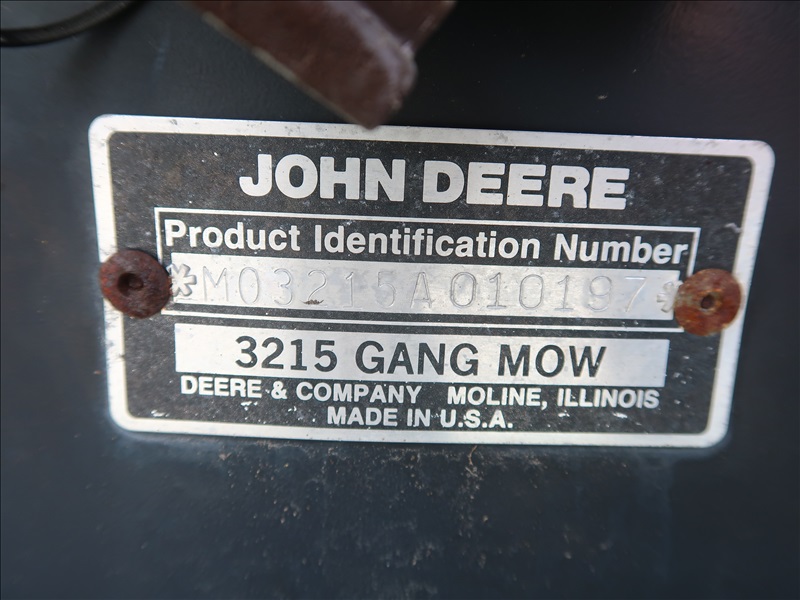 JOHN DEERE
Product Identification Number
*M03215A010197*
3215 GANG MOW
DEERE & COMPANY MOLINE, ILLINOIS
MADE IN U.S.A.